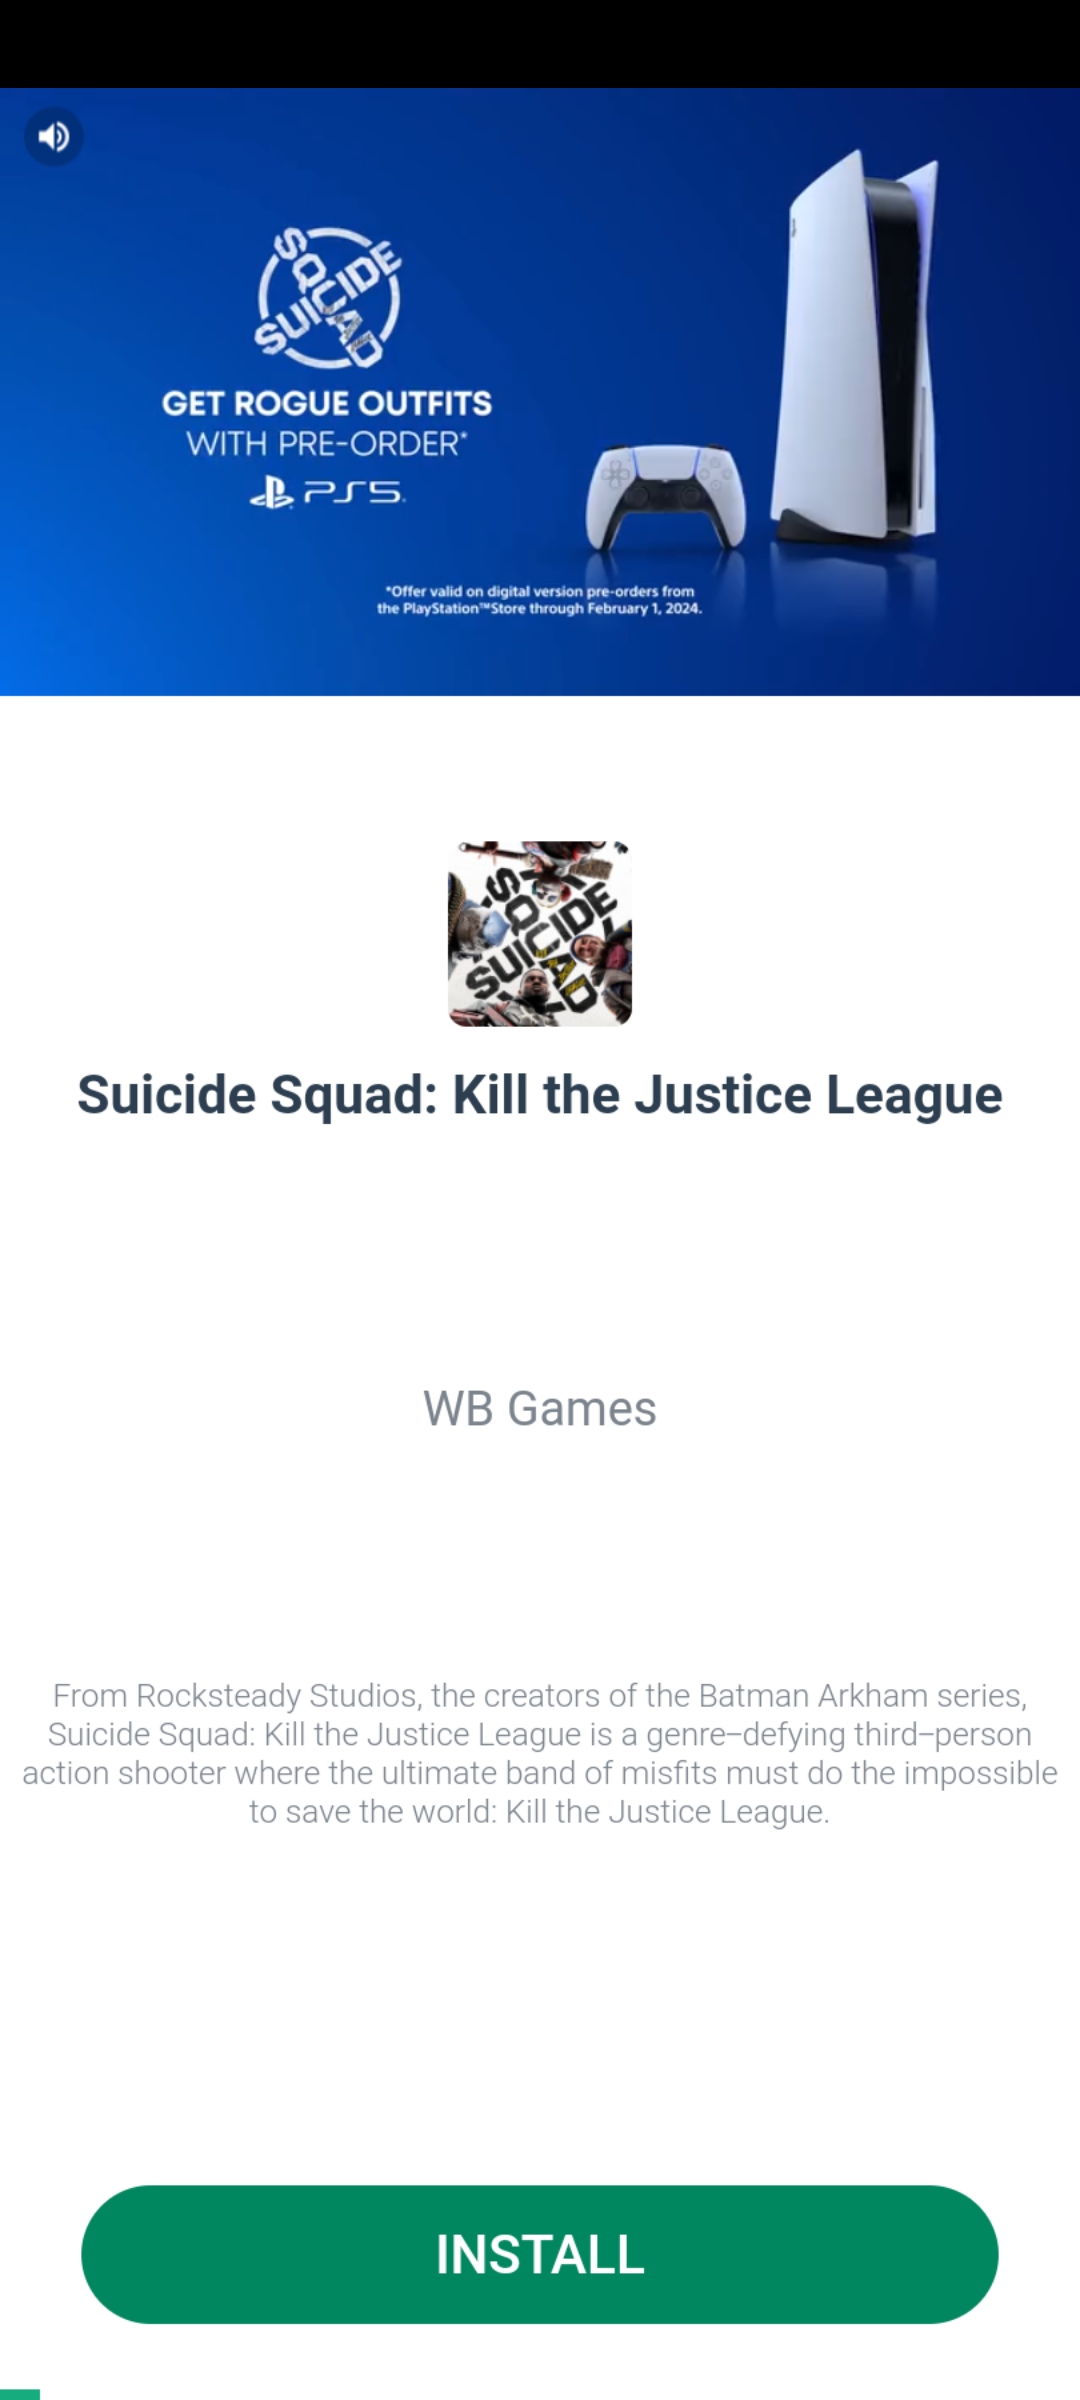 SUICIDE
SQUAD
GET ROGUE OUTFITS
WITH PRE-ORDER*
PS5.
*Offer valid on digital version pre-orders from
the PlayStation™Store through February 1, 2024.
SUICIDE
SQUAD
Suicide Squad: Kill the Justice League
WB Games
From Rocksteady Studios, the creators of the Batman Arkham series,
Suicide Squad: Kill the Justice League is a genre–defying third–person
action shooter where the ultimate band of misfits must do the impossible
to save the world: Kill the Justice League.
INSTALL